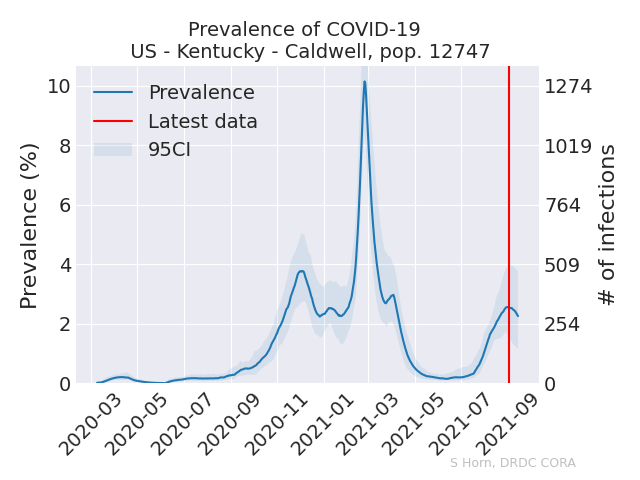 Prevalence of COVID-19
US - Kentucky - Caldwell, pop. 12747
Prevalence (%)
10
8
6
4
2
0
Prevalence
Latest data
95CI
1274
1019
764
509
254
0
# of infections
2020-03
2020-05
2020-07
2020-09
2020-11
2021-01
2021-03
2021-05
2021-07
2021-09
S Horn, DRDC CORA